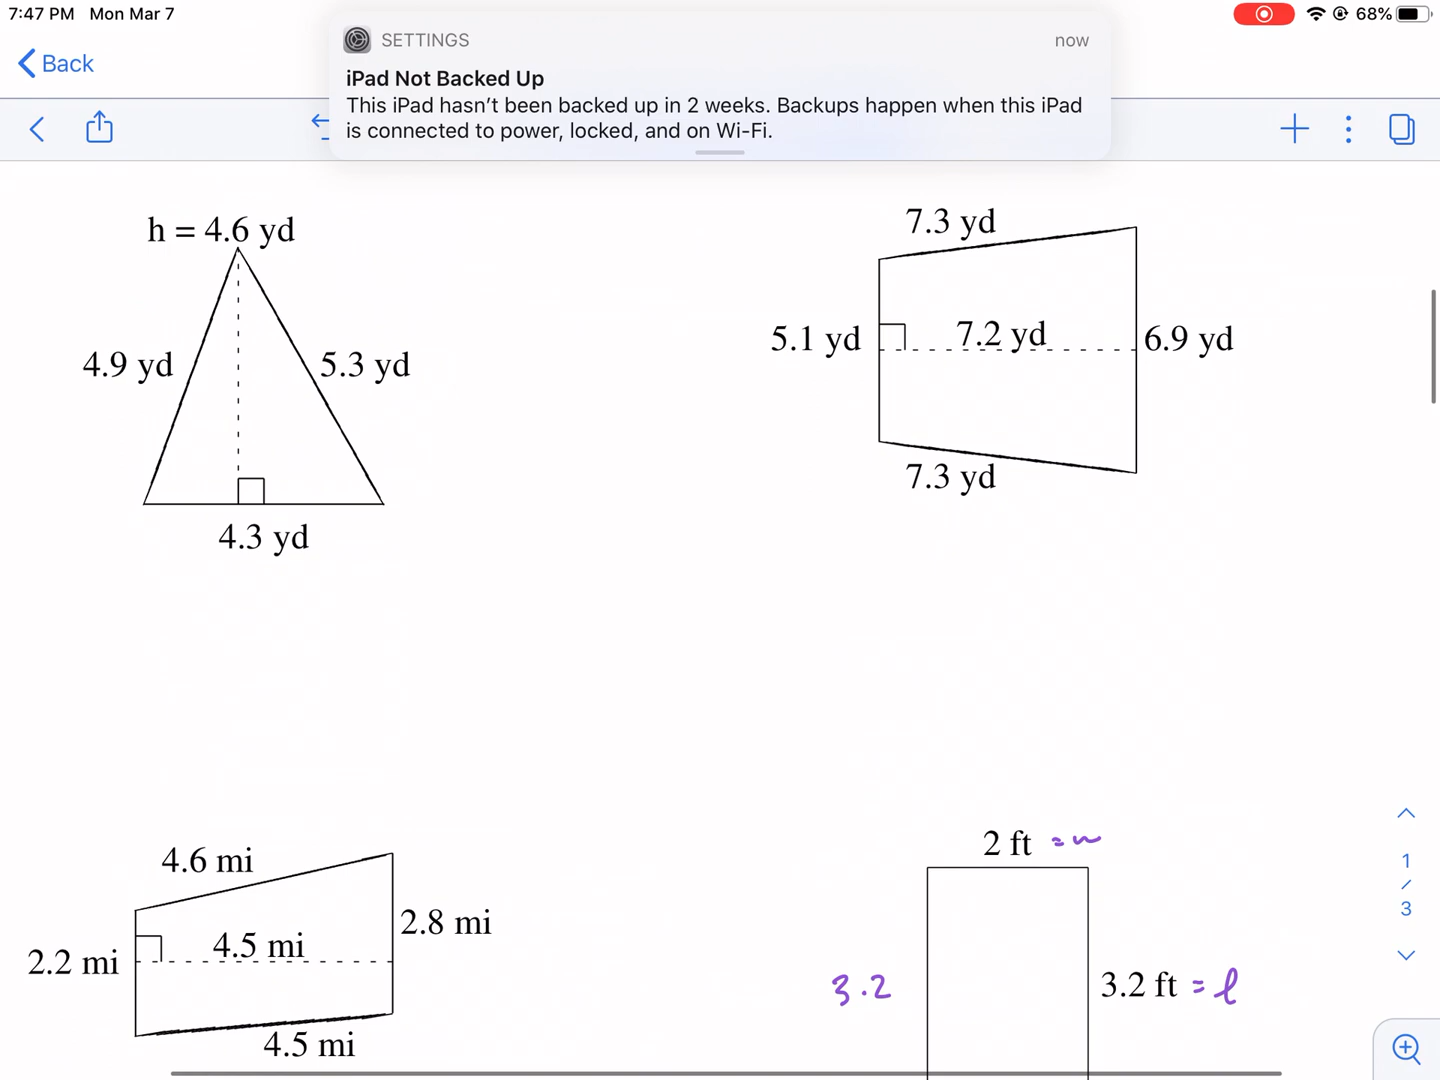 7:47 PM Mon Mar 7
68%
SETTINGS
now
Back
iPad Not Backed Up
This iPad hasn't been backed up in 2 weeks. Backups happen when this iPad
is connected to power, locked, and on Wi-Fi.
h = 4.6 yd
4.9 yd
5.3 yd
4.3 yd
7.3 yd
5.1 yd
7.2 yd
6.9 yd
7.3 yd
4.6 mi
2.8 mi
2.2 mi
4.5 mi
4.5 mi
2 ft = w
3.2
3.2 ft = l
1
/
3